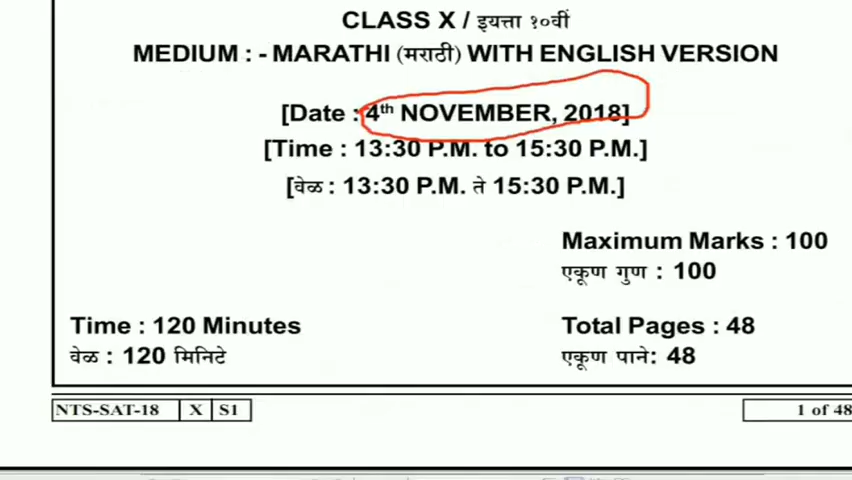 CLASS X / इयत्ता १०वीं
MEDIUM : - MARATHI (मराठी) WITH ENGLISH VERSION
[Date : 4th NOVEMBER, 2018]
[Time : 13:30 P.M. to 15:30 P.M.]
[वेळ : 13:30 P.M. ते 15:30 P.M.]
Maximum Marks : 100
एकूण गुण : 100
Time : 120 Minutes
Total Pages : 48
वेळ : 120 मिनिटे
एकूण पाने: 48
NTS-SAT-18 X S1
1 of 48